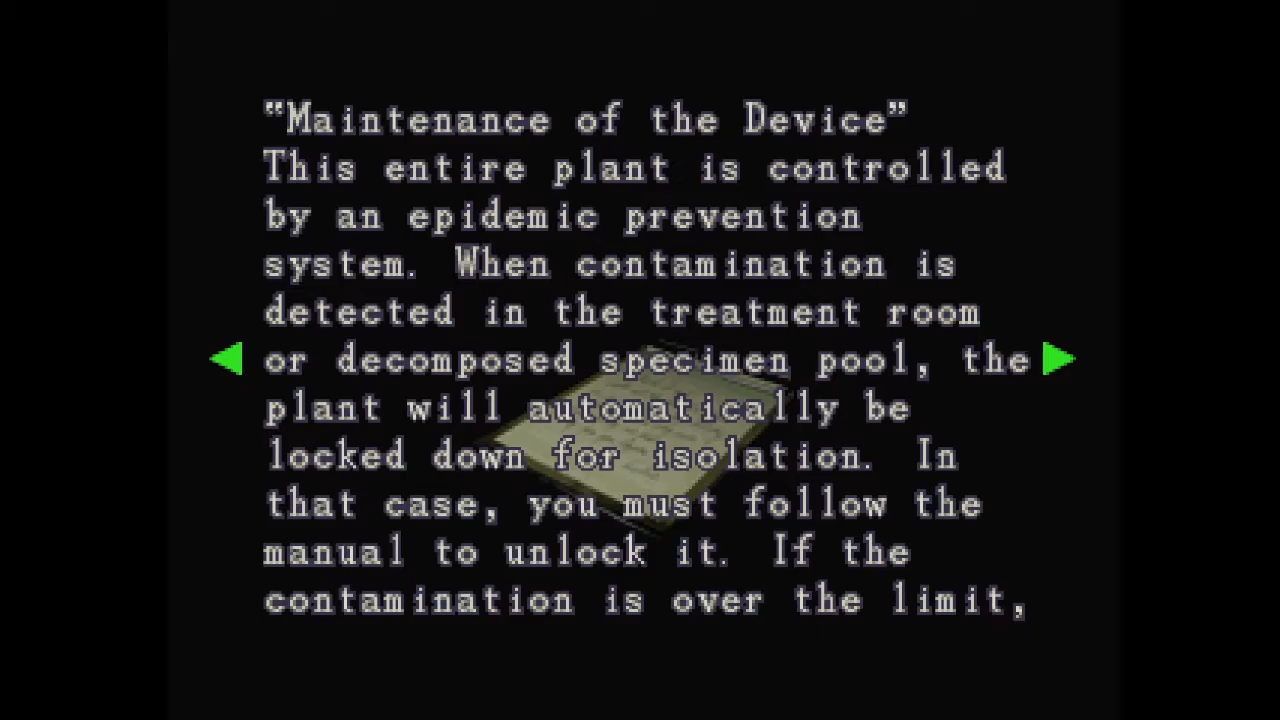 “Maintenance of the Device”
This entire plant is controlled
by an epidemic prevention
system. When contamination is
detected in the treatment room
or decomposed specimen pool, the
plant will automatically be
locked down for isolation. In
that case, you must follow the
manual to unlock it. If the
contamination is over the limit,